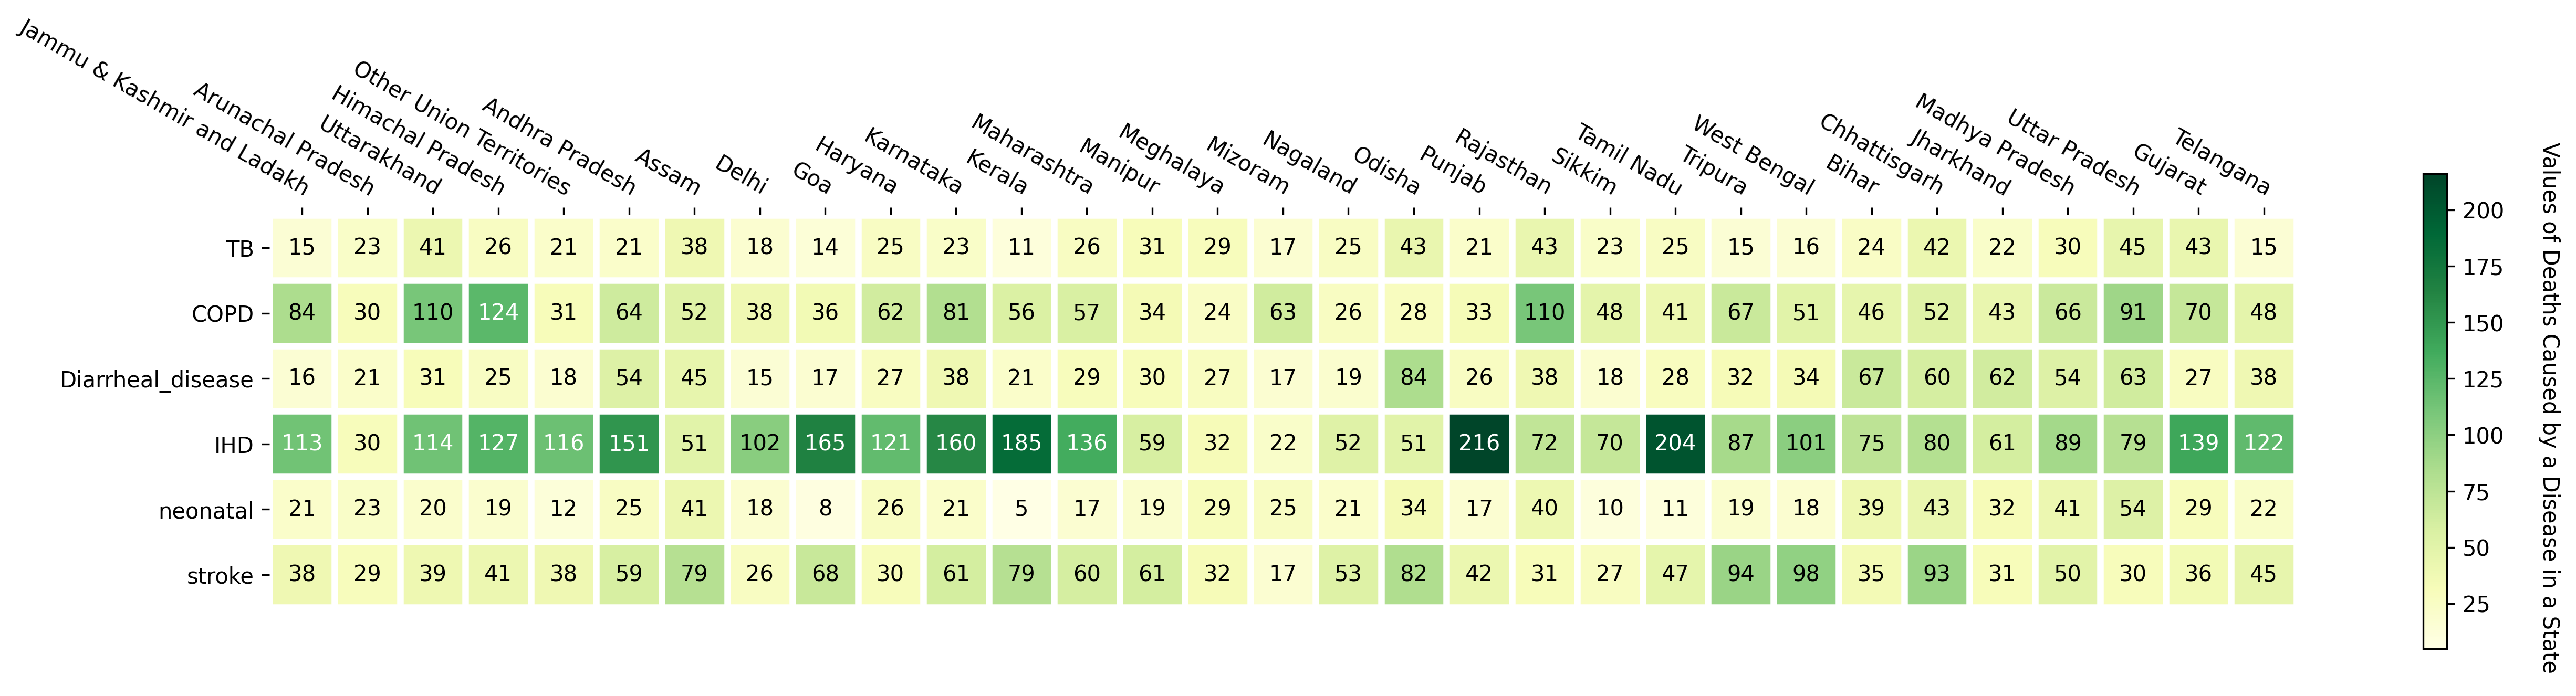 Jammu & Kashmir and Ladakh
Arunachal Pradesh
Uttarakhand
Himachal Pradesh
Other Union Territories
Andhra Pradesh
Assam
Delhi
Goa
Haryana
Karnataka
Kerala
Maharashtra
Manipur
Meghalaya
Mizoram
Nagaland
Odisha
Punjab
Rajasthan
Sikkim
Tamil Nadu
Tripura
West Bengal
Bihar
Chhattisgarh
Jharkhand
Madhya Pradesh
Uttar Pradesh
Gujarat
Telangana
TB 15 23 41 26 21 21 38 18 14 25 23 11 26 31 29 17 25 43 21 43 23 25 15 16 24 42 22 30 45 43 15
COPD 84 30 110 124 31 64 52 38 36 62 81 56 57 34 24 63 26 28 33 110 48 41 67 51 46 52 43 66 91 70 48
Diarrheal_disease 16 21 31 25 18 54 45 15 17 27 38 21 29 30 27 17 19 84 26 38 18 28 32 34 67 60 62 54 63 27 38
IHD 113 30 114 127 116 151 51 102 165 121 160 185 136 59 32 22 52 51 216 72 70 204 87 101 75 80 61 89 79 139 122
neonatal 21 23 20 19 12 25 41 18 8 26 21 5 17 19 29 25 21 34 17 40 10 11 19 18 39 43 32 41 54 29 22
stroke 38 29 39 41 38 59 79 26 68 30 61 79 60 61 32 17 53 82 42 31 27 47 94 98 35 93 31 50 30 36 45
200
175
150
125
100
75
50
25
Values of Deaths Caused by a Disease in a State